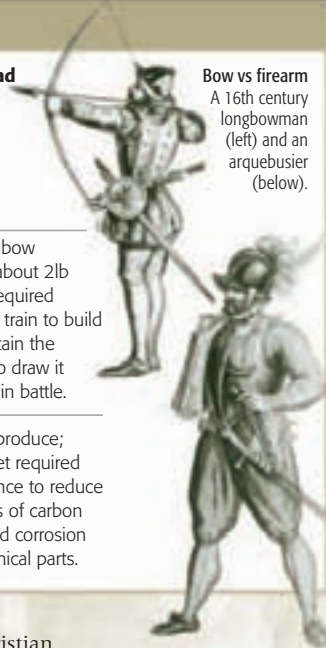 d
Bow vs firearm
A 16th century
longbowman
(left) and an
arquebusier
(below).
bow
about 2lb
equired
train to build
tain the
o draw it
in battle.
produce;
et required
nce to reduce
s of carbon
d corrosion
nical parts.
istian